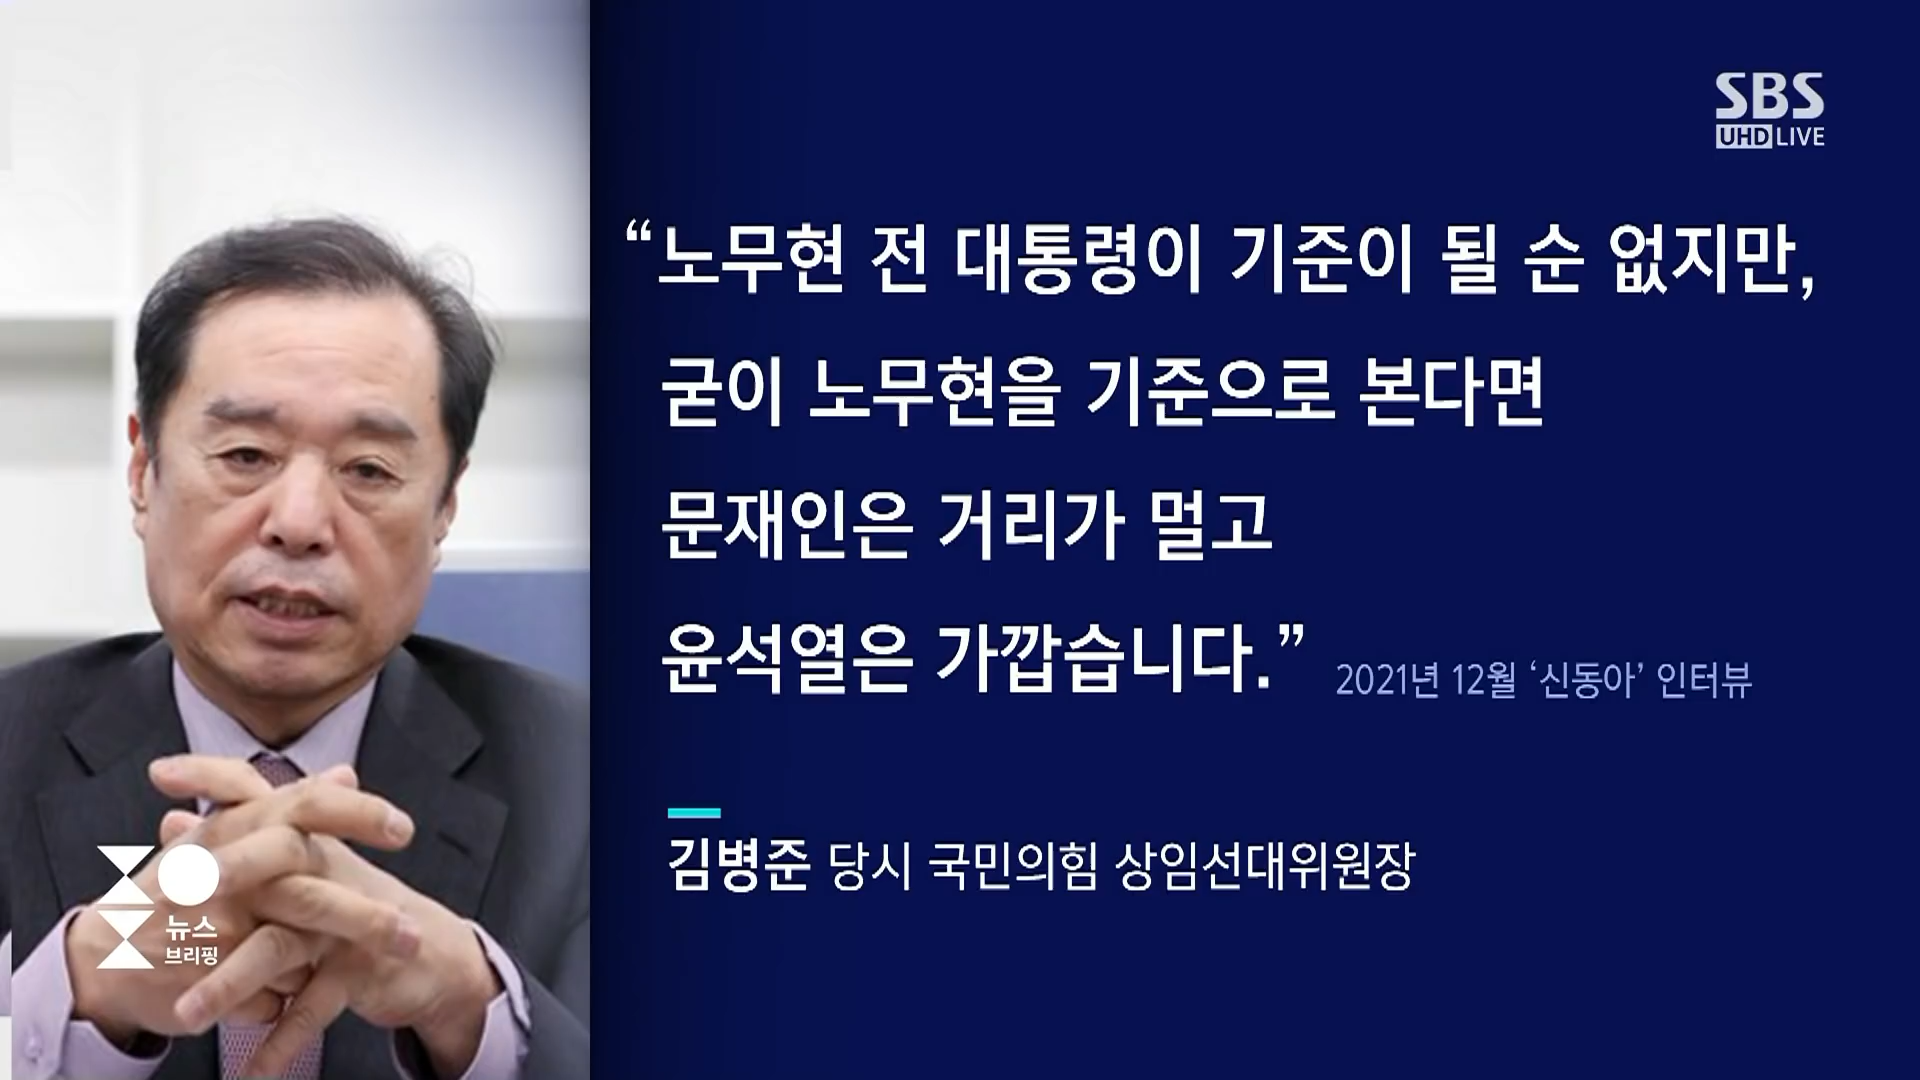 SBS
UHD LIVE
“노무현 전 대통령이 기준이 될 순 없지만,
굳이 노무현을 기준으로 본다면
문재인은 거리가 멀고
윤석열은 가깝습니다.”
2021년 12월 ‘신동아’ 인터뷰
김병준 당시 국민의힘 상임선대위원장
뉴스
브리핑